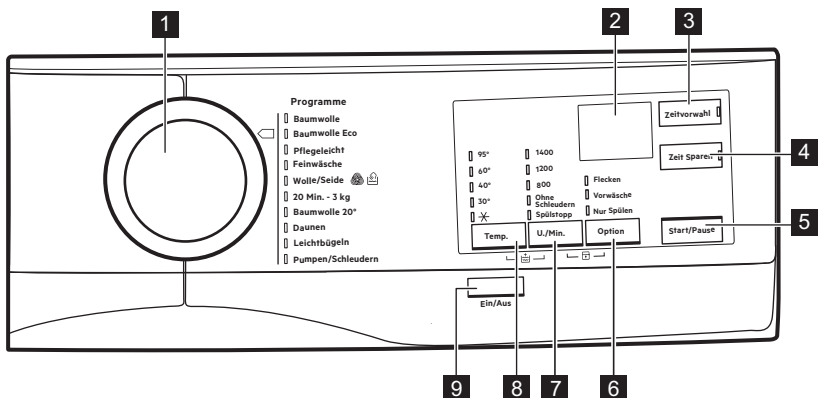 1
2
3
4
5
6
7
8
9
Programme
Baumwolle
Baumwolle Eco
Pflegeleicht
Feinwäsche
Wolle/Seide
20 Min. - 3 kg
Baumwolle 20°
Daunen
Leichtbügeln
Pumpen/Schleudern
95°
60°
40°
30°
1400
1200
800
Ohne
Schleudern
Spülstopp
Flecken
Vorwäsche
Nur Spülen
Zeitvorwahl
Zeit Sparen
Temp.
U./Min.
Option
Start/Pause
Ein/Aus